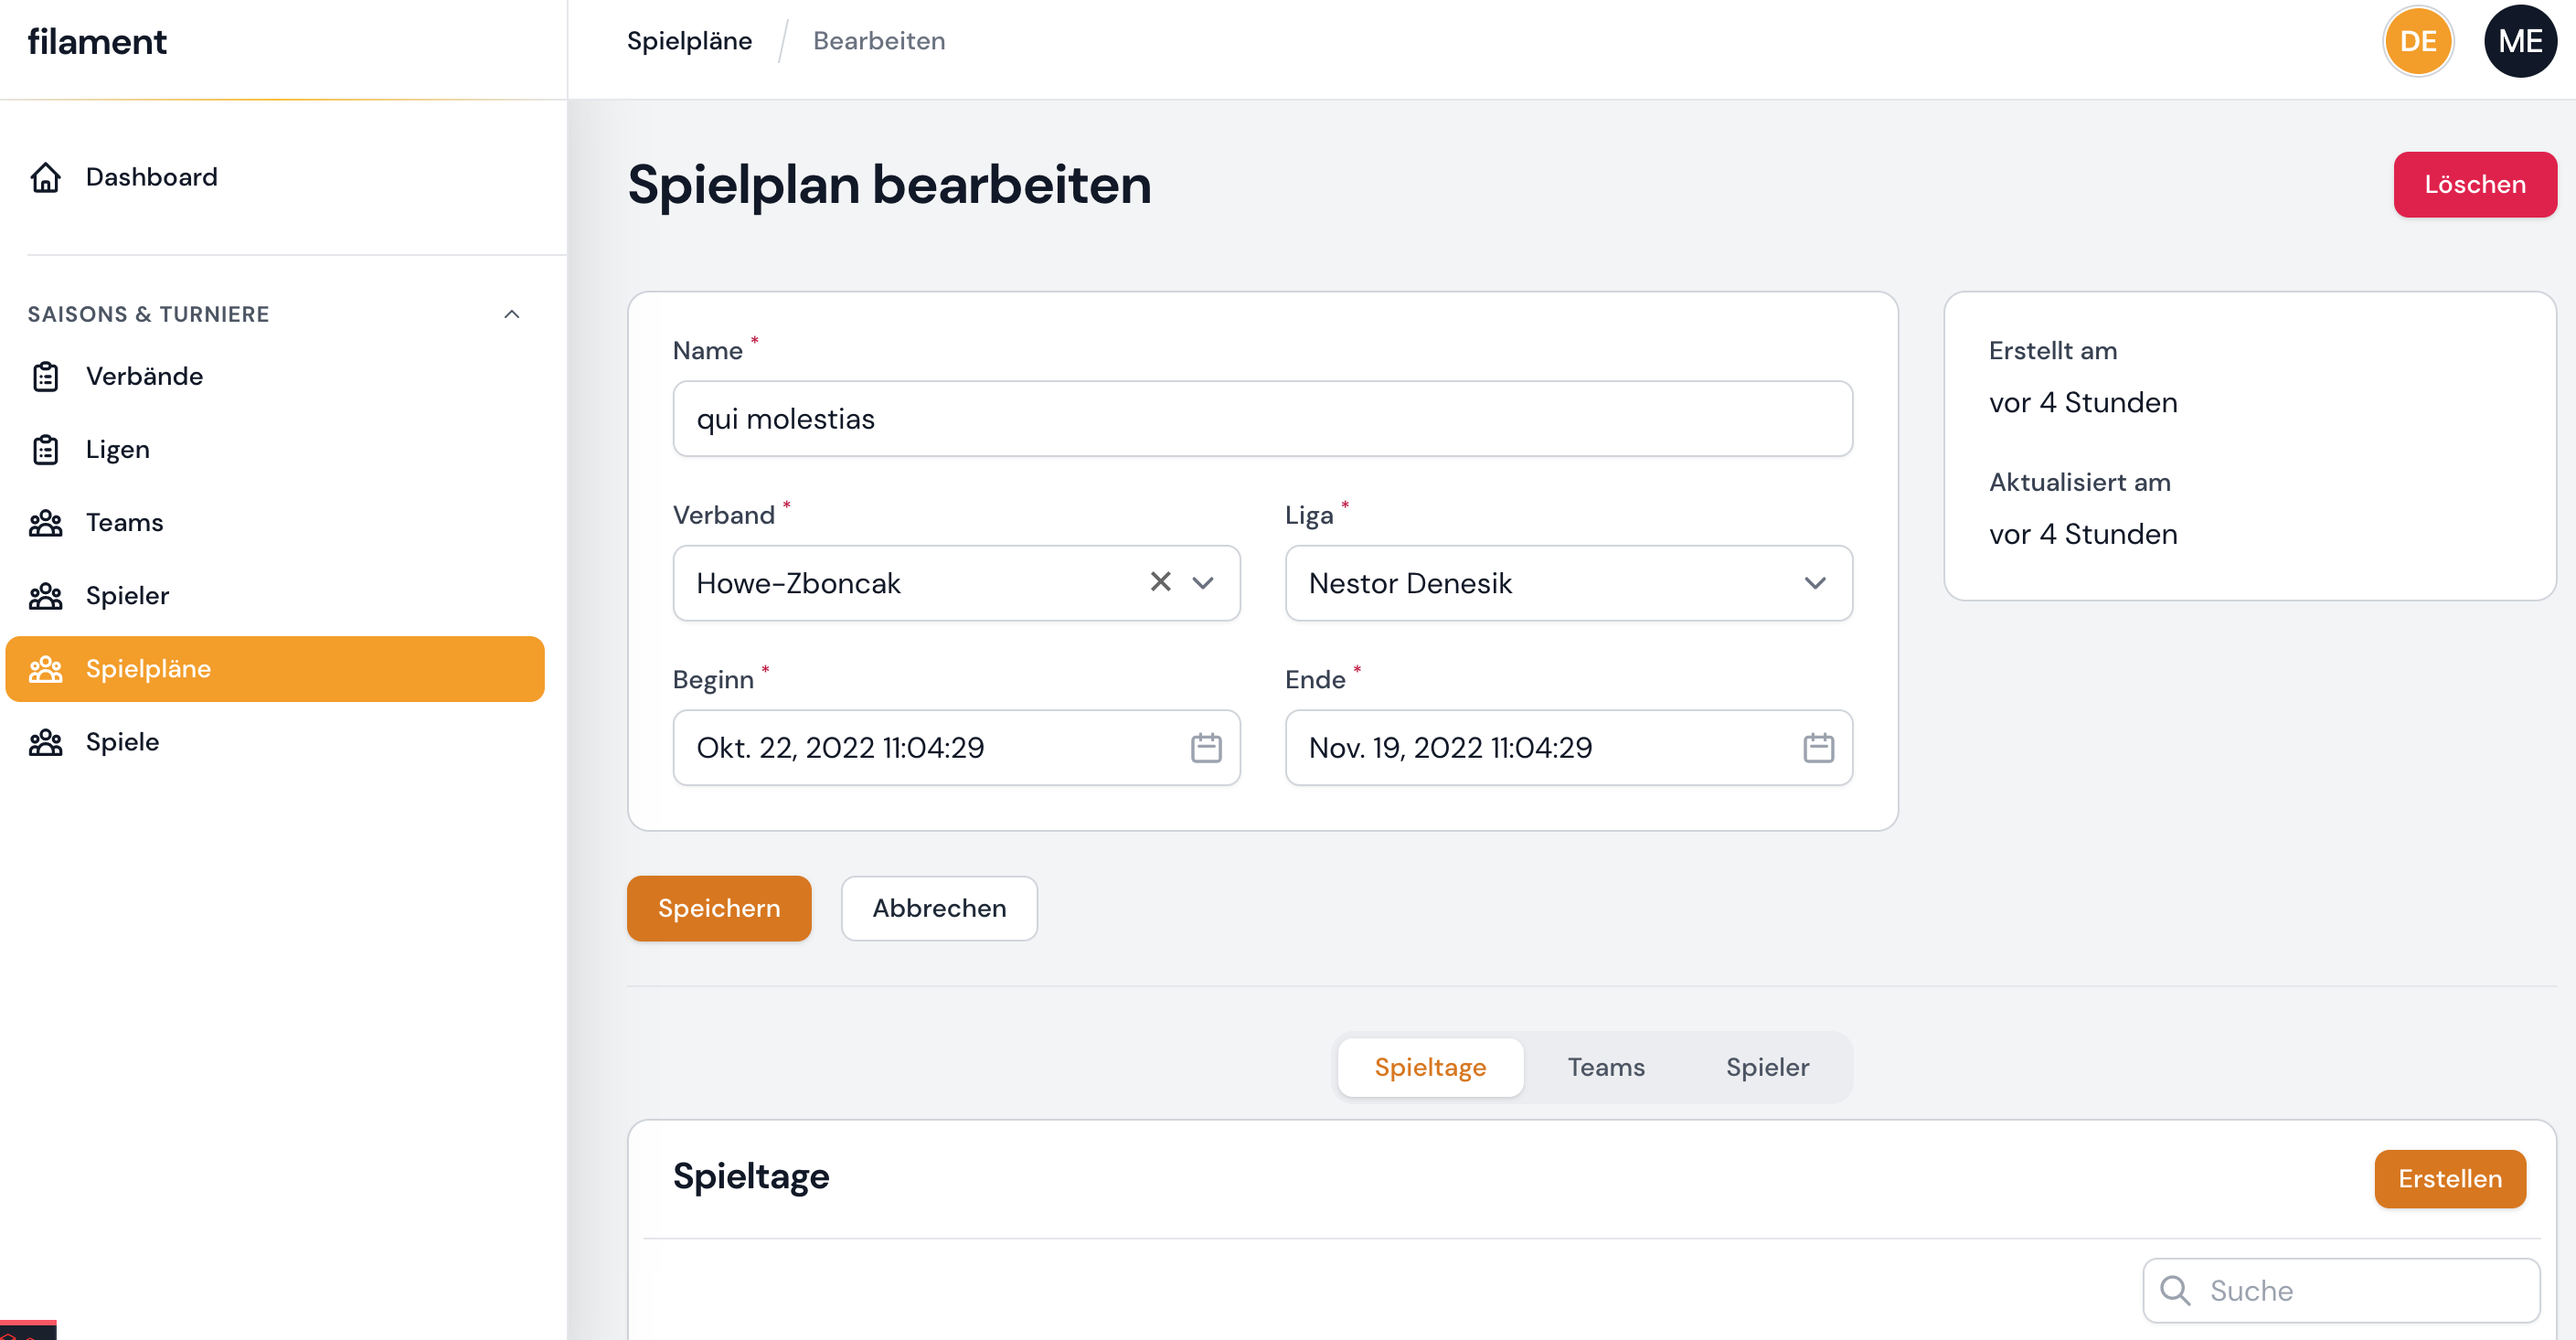 filament
Spielpläne / Bearbeiten
DE
ME
Dashboard
SAISONS & TURNIERE
Verbände
Ligen
Teams
Spieler
Spielpläne
Spiele
Spielplan bearbeiten
Löschen
Name *
qui molestias
Verband *
Liga *
Howe-Zboncak
Nestor Denesik
Beginn *
Ende *
Okt. 22, 2022 11:04:29
Nov. 19, 2022 11:04:29
Erstellt am
vor 4 Stunden
Aktualisiert am
vor 4 Stunden
Speichern
Abbrechen
Spieltage
Teams
Spieler
Spieltage
Erstellen
Suche